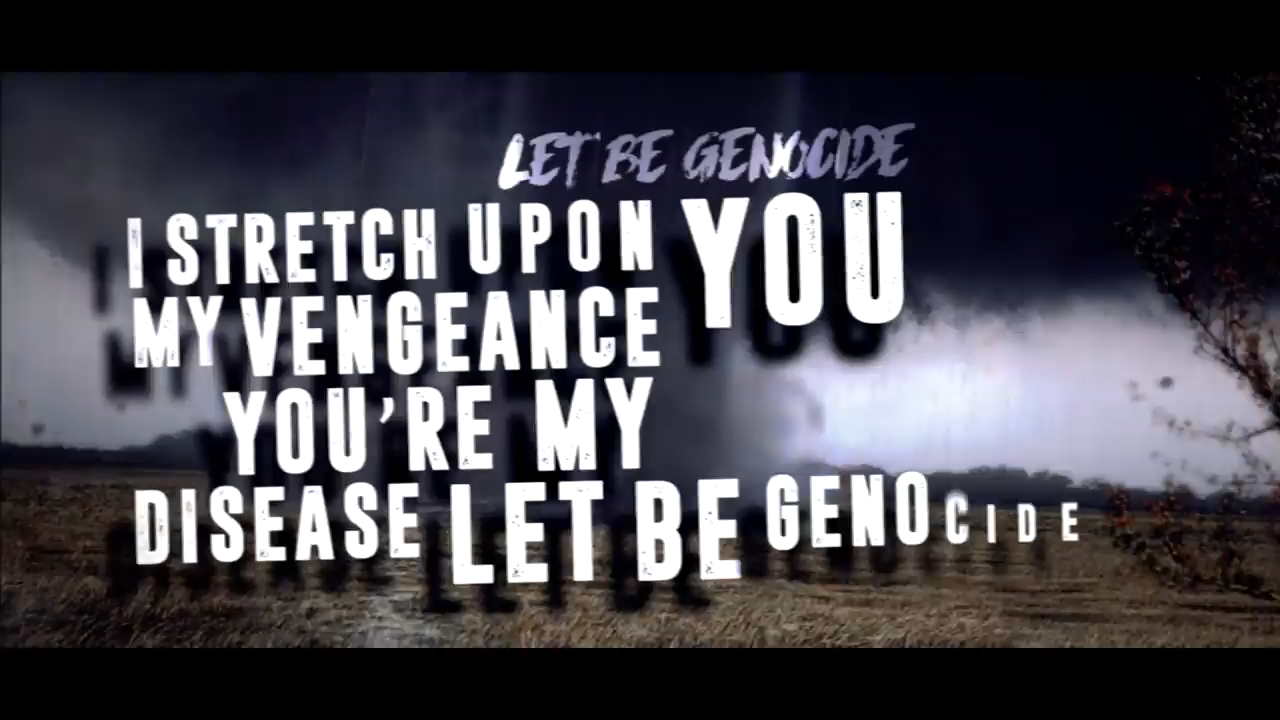 LET BE GENOCIDE
I STRETCH UPON YOU
MY VENGEANCE
YOU'RE MY
DISEASE LET BE GENOCIDE